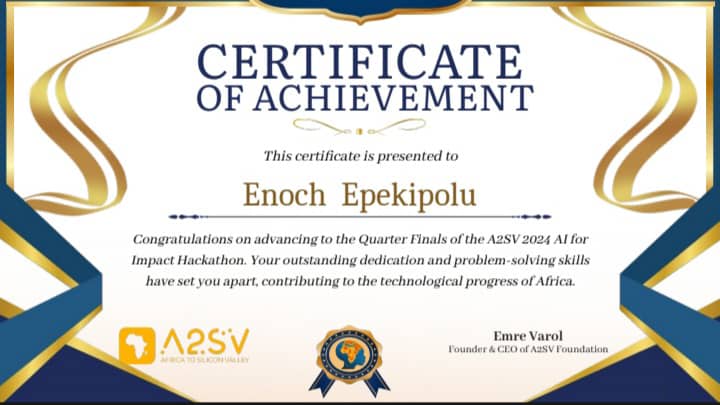 CERTIFICATE
OF ACHIEVEMENT
This certificate is presented to
Enoch Epekipolu
Congratulations on advancing to the Quarter Finals of the A2SV 2024 AI for
Impact Hackathon. Your outstanding dedication and problem-solving skills
have set you apart, contributing to the technological progress of Africa.
A2SV
AFRICA TO SILICON VALLEY
Emre Varol
Founder & CEO of A2SV Foundation